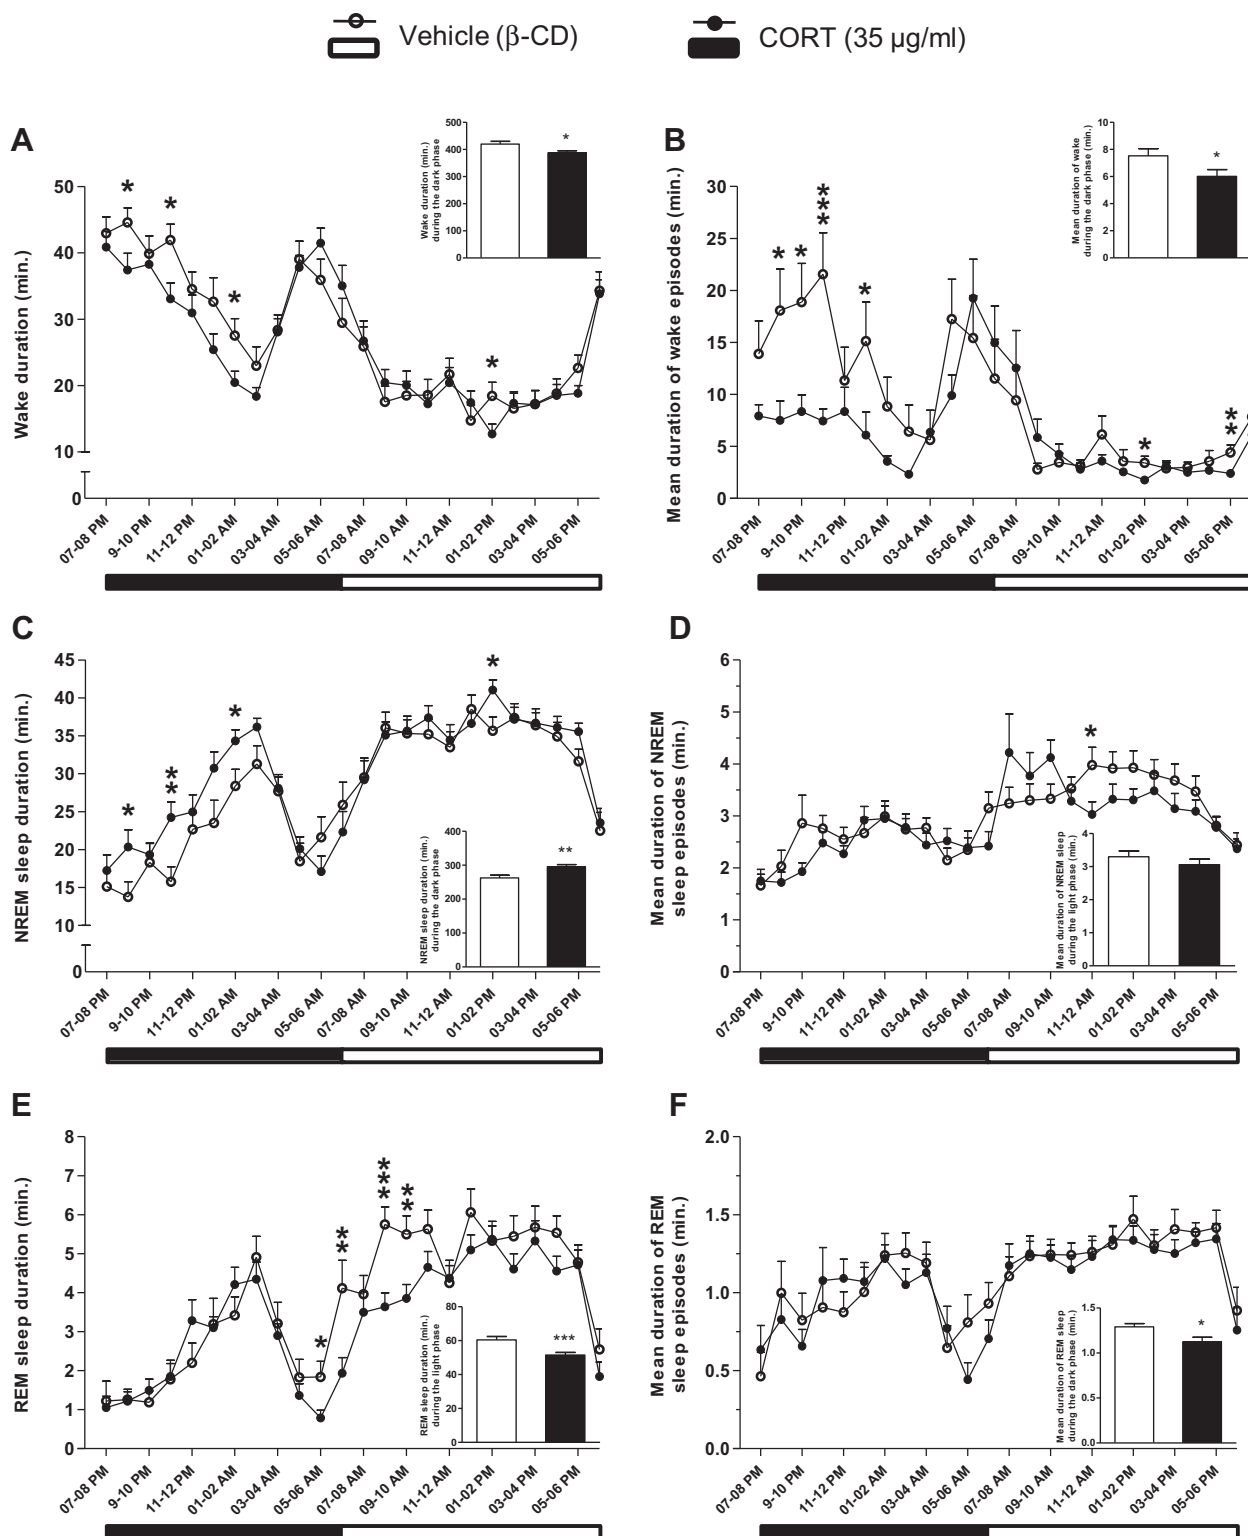 Vehicle (β-CD)
CORT (35 µg/ml)
A
Wake duration (min.)
50
40
30
20
10
0
*
*
*
*
Wake duration (min.)
during the dark phase
500
400
300
200
100
0
*
07-08 PM
9-10 PM
11-12 PM
01-02 AM
03-04 AM
05-06 AM
07-08 AM
09-10 AM
11-12 AM
01-02 PM
03-04 PM
05-06 PM
B
Mean duration of wake episodes (min.)
30
25
20
15
10
5
0
*
*
***
*
*
**
Mean duration of wake
during the dark phase (min.)
10
8
6
4
2
0
*
07-08 PM
9-10 PM
11-12 PM
01-02 AM
03-04 AM
05-06 AM
07-08 AM
09-10 AM
11-12 AM
01-02 PM
03-04 PM
05-06 PM
C
NREM sleep duration (min.)
45
40
35
30
25
20
15
10
0
*
**
*
*
NREM sleep duration (min.)
during the dark phase
400
300
200
100
0
**
07-08 PM
9-10 PM
11-12 PM
01-02 AM
03-04 AM
05-06 AM
07-08 AM
09-10 AM
11-12 AM
01-02 PM
03-04 PM
05-06 PM
D
Mean duration of NREM
sleep episodes (min.)
6
5
4
3
2
1
0
*
Mean duration of NREM sleep
during the light phase (min.)
4
3
2
1
0
07-08 PM
9-10 PM
11-12 PM
01-02 AM
03-04 AM
05-06 AM
07-08 AM
09-10 AM
11-12 AM
01-02 PM
03-04 PM
05-06 PM
E
REM sleep duration (min.)
8
7
6
5
4
3
2
1
0
*
**
***
**
REM sleep duration (min.)
during the light phase
80
60
40
20
0
***
07-08 PM
9-10 PM
11-12 PM
01-02 AM
03-04 AM
05-06 AM
07-08 AM
09-10 AM
11-12 AM
01-02 PM
03-04 PM
05-06 PM
F
Mean duration of REM
sleep episodes (min.)
2.0
1.5
1.0
0.5
0.0
Mean duration of REM sleep
during the dark phase (min.)
1.5
1.0
0.5
0.0
*
07-08 PM
9-10 PM
11-12 PM
01-02 AM
03-04 AM
05-06 AM
07-08 AM
09-10 AM
11-12 AM
01-02 PM
03-04 PM
05-06 PM